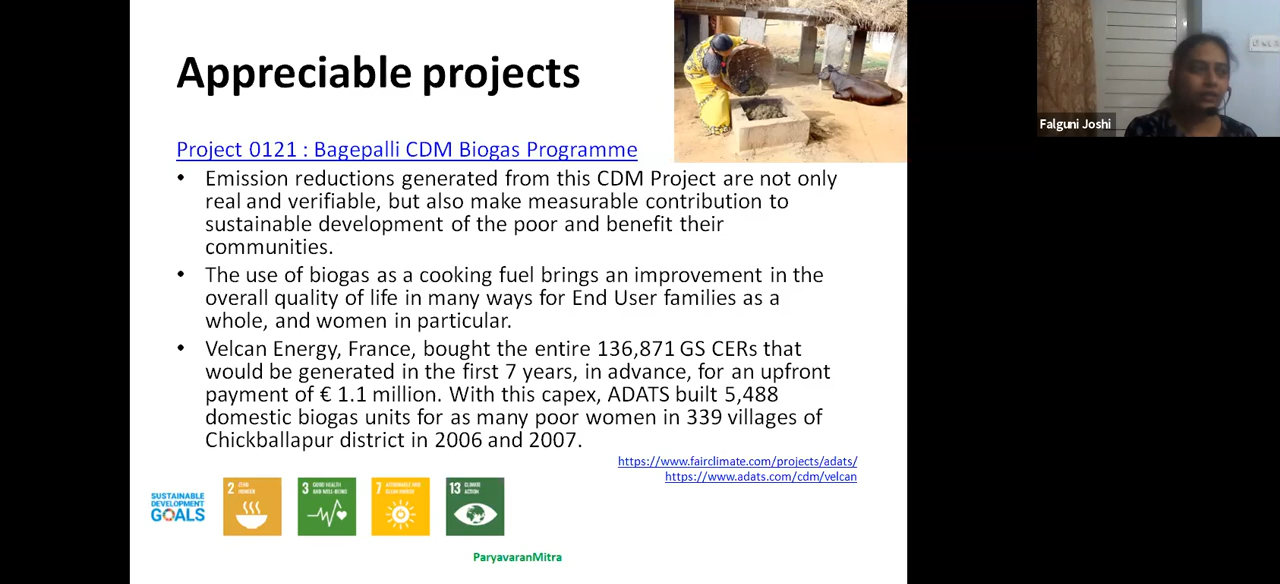 Appreciable projects
Falguni Joshi
Project 0121 : Bagepalli CDM Biogas Programme
• Emission reductions generated from this CDM Project are not only
real and verifiable, but also make measurable contribution to
sustainable development of the poor and benefit their
communities.
• The use of biogas as a cooking fuel brings an improvement in the
overall quality of life in many ways for End User families as a
whole, and women in particular.
• Velcan Energy, France, bought the entire 136,871 GS CERs that
would be generated in the first 7 years, in advance, for an upfront
payment of € 1.1 million. With this capex, ADATS built 5,488
domestic biogas units for as many poor women in 339 villages of
Chickballapur district in 2006 and 2007.
https://www.fairclimate.com/projects/adats/
https://www.adats.com/cdm/velcan
SUSTAINABLE
DEVELOPMENT
GOALS
2 ZERO
HUNGER
3 GOOD HEALTH
AND WELL-BEING
7 AFFORDABLE AND
CLEAN ENERGY
13 CLIMATE
ACTION
ParyavaranMitra